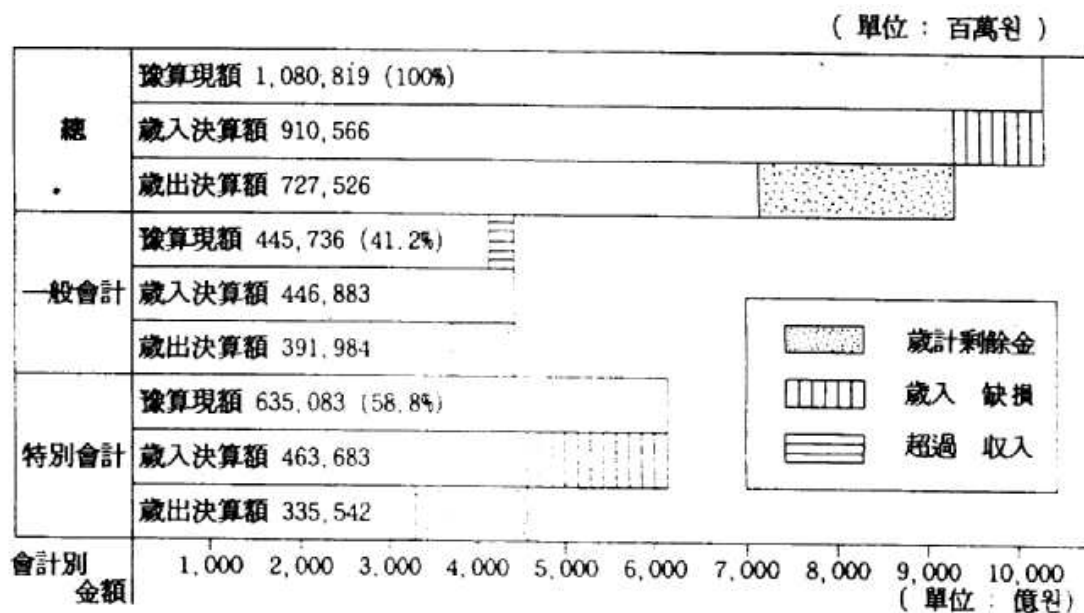 ( 單位 : 百萬원 )
總
豫算現額 1,080,819 (100%)
歲入決算額 910,566
歲出決算額 727,526
一般會計
豫算現額 445,736 (41.2%)
歲入決算額 446,883
歲出決算額 391,984
特別會計
豫算現額 635,083 (58.8%)
歲入決算額 463,683
歲出決算額 335,542
歲計剩餘金
歲入 缺損
超過 収入
會計別
金額
1,000 2,000 3,000 4,000 5,000 6,000 7,000 8,000 9,000 10,000
( 單位 : 億원)